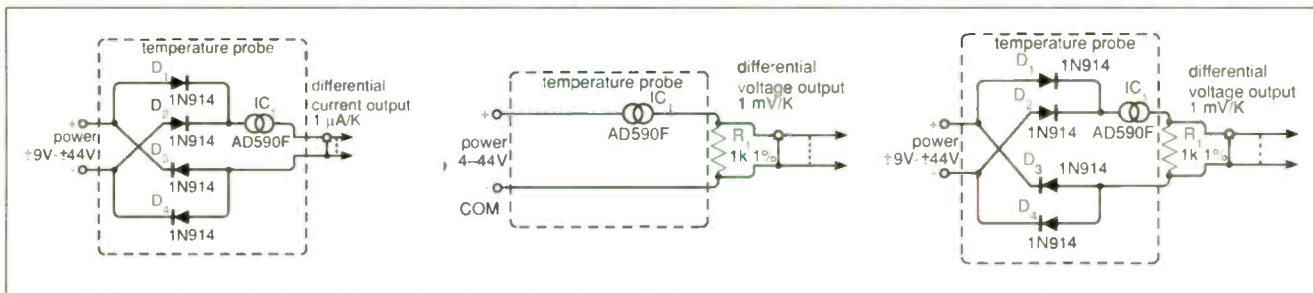 temperature probe
D1
1N914
D2
1N914
IC1
AD590F
D3
1N914
D4
1N914
+
power
±9V-±44V
-
differential
current output
1 µA/K
temperature probe
+
power
4-44V
-
COM
IC1
AD590F
R1
1k 1%
differential
voltage output
1 mV/K
temperature probe
D1
1N914
D2
1N914
IC1
AD590F
D3
1N914
D4
1N914
+
power
±9V-±44V
-
R1
1k 1%
differential
voltage output
1 mV/K